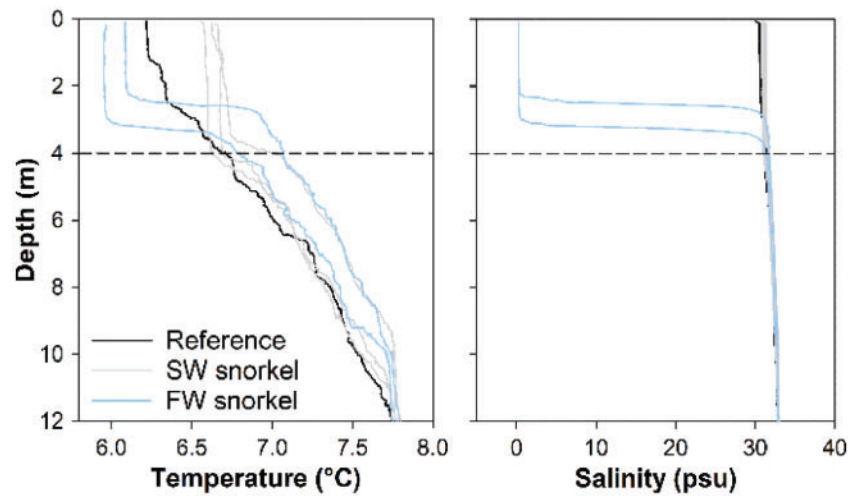 0
2
4
6
8
10
12
Depth (m)
Reference
SW snorkel
FW snorkel
6.0 6.5 7.0 7.5 8.0
Temperature (°C)
0 10 20 30 40
Salinity (psu)